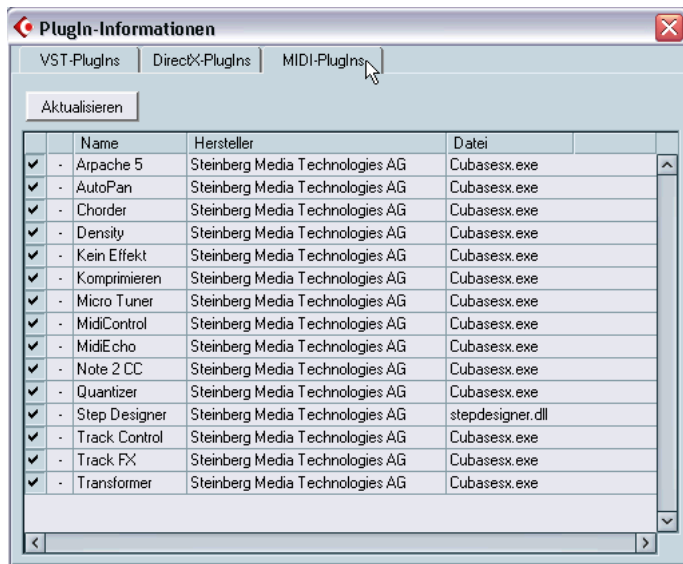 PlugIn-Informationen
VST-PlugIns DirectX-PlugIns MIDI-PlugIns
Aktualisieren
Name Hersteller Datei
Arpache 5 Steinberg Media Technologies AG Cubasesx.exe
AutoPan Steinberg Media Technologies AG Cubasesx.exe
Chorder Steinberg Media Technologies AG Cubasesx.exe
Density Steinberg Media Technologies AG Cubasesx.exe
Kein Effekt Steinberg Media Technologies AG Cubasesx.exe
Komprimieren Steinberg Media Technologies AG Cubasesx.exe
Micro Tuner Steinberg Media Technologies AG Cubasesx.exe
MidiControl Steinberg Media Technologies AG Cubasesx.exe
MidiEcho Steinberg Media Technologies AG Cubasesx.exe
Note 2 CC Steinberg Media Technologies AG Cubasesx.exe
Quantizer Steinberg Media Technologies AG Cubasesx.exe
Step Designer Steinberg Media Technologies AG stepdesigner.dll
Track Control Steinberg Media Technologies AG Cubasesx.exe
Track FX Steinberg Media Technologies AG Cubasesx.exe
Transformer Steinberg Media Technologies AG Cubasesx.exe